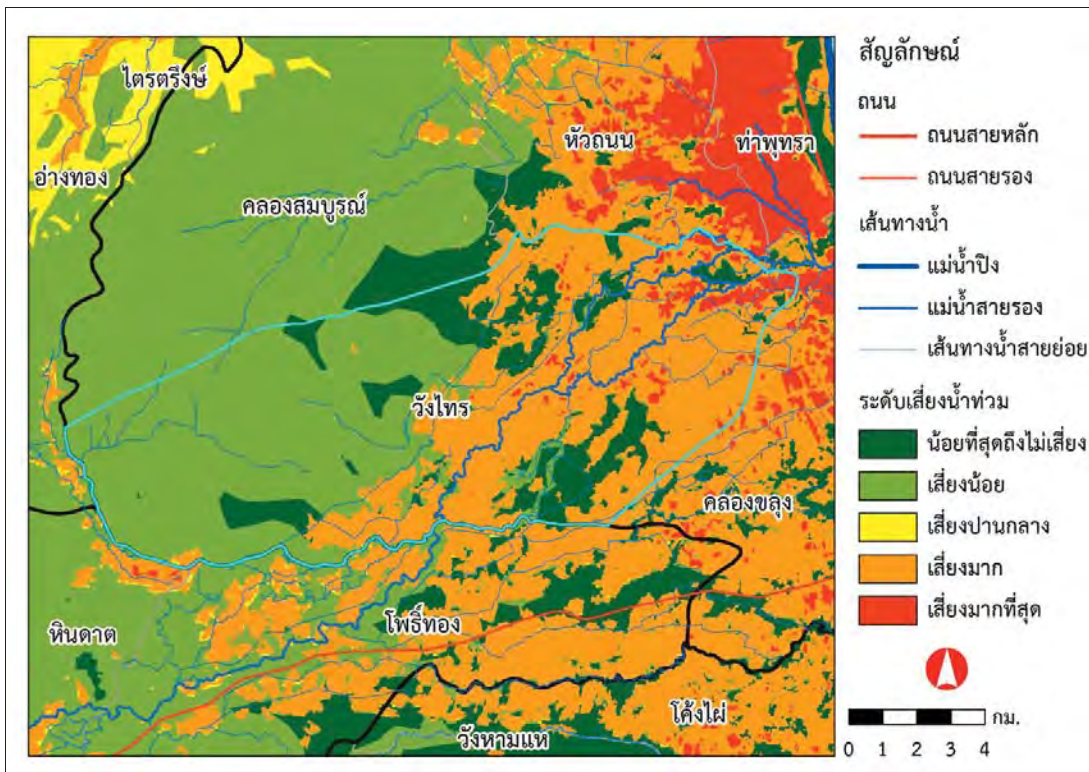 ไตรตรึงษ์
อ่างทอง
คลองสมบูรณ์
หัวถนน
ท่าพุทรา
วังไทร
คลองขลุง
หินดาต
โพธิ์ทอง
โค้งไผ่
วังหามแห
สัญลักษณ์
ถนน
ถนนสายหลัก
ถนนสายรอง
เส้นทางน้ำ
แม่น้ำปิง
แม่น้ำสายรอง
เส้นทางน้ำสายย่อย
ระดับเสี่ยงน้ำท่วม
น้อยที่สุดถึงไม่เสี่ยง
เสี่ยงน้อย
เสี่ยงปานกลาง
เสี่ยงมาก
เสี่ยงมากที่สุด
กม.
0 1 2 3 4